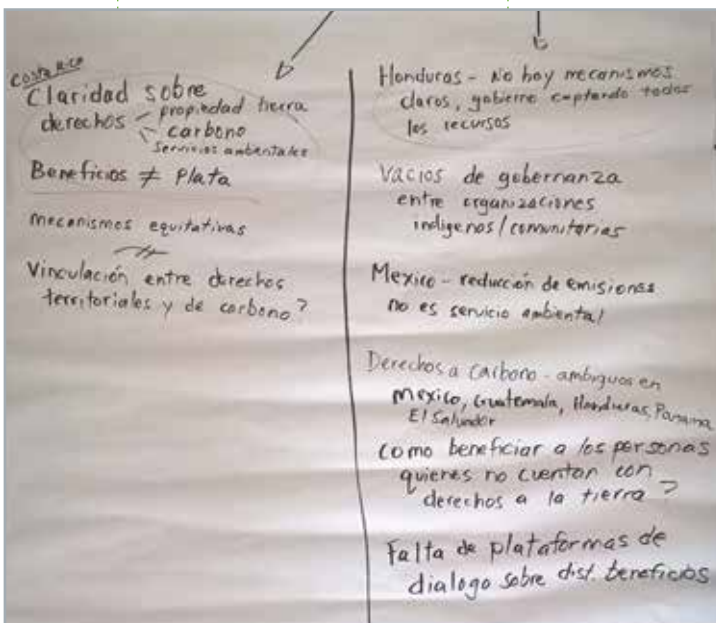 Costa Rica
Claridad sobre
derechos - propiedad tierra
carbono
Servicios ambientales
Beneficios ≠ Plata
mecanismos equitativas
Vinculación entre derechos
territoriales y de carbono?
Honduras - No hay mecanismos
claros, gobierno captando todos
los recursos
Vacios de gobernanza
entre organizaciones
indigenas/comunitarias
Mexico - reducción de emisiones
no es servicio ambiental
Derechos a carbono - ambiguos en
Mexico, Guatemala, Honduras, Panama
El Salvador
Como beneficiar a las personas
quienes no cuentan con
derechos a la tierra?
Falta de plataformas de
dialogo sobre dist. beneficios